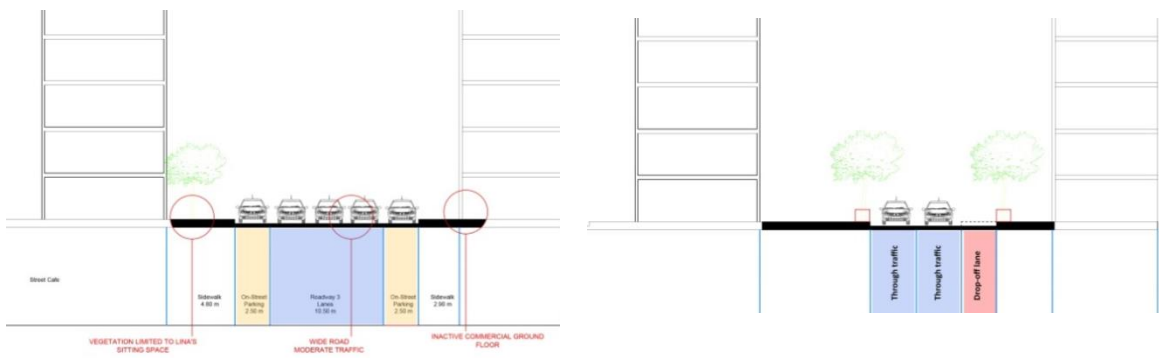 Street Cafe
Sidewalk
4.80 m
On-Street
Parking
2.50 m
Roadway 3
Lanes
10.50 m
On-Street
Parking
2.50 m
Sidewalk
2.90 m
VEGETATION LIMITED TO LINA'S
SITTING SPACE
WIDE ROAD
MODERATE TRAFFIC
INACTIVE COMMERCIAL GROUND
FLOOR
Through traffic
Through traffic
Drop-off lane